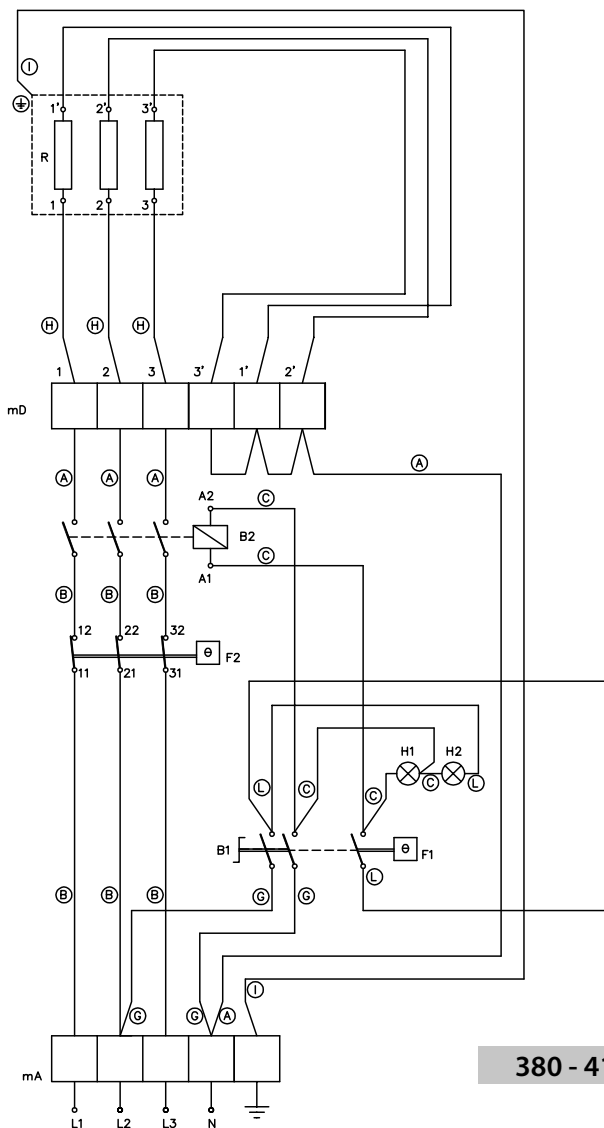 I
1' 2' 3'
R
1 2 3
H H H
1 2 3 3' 1' 2'
mD
A
A A A
A2 C
B2
C
A1
B B B
12 22 32
θ F2
11 21 31
H1 H2
L C C C L
B1 θ F1
L
B B B G G
I
G G A
mA
L1 L2 L3 N